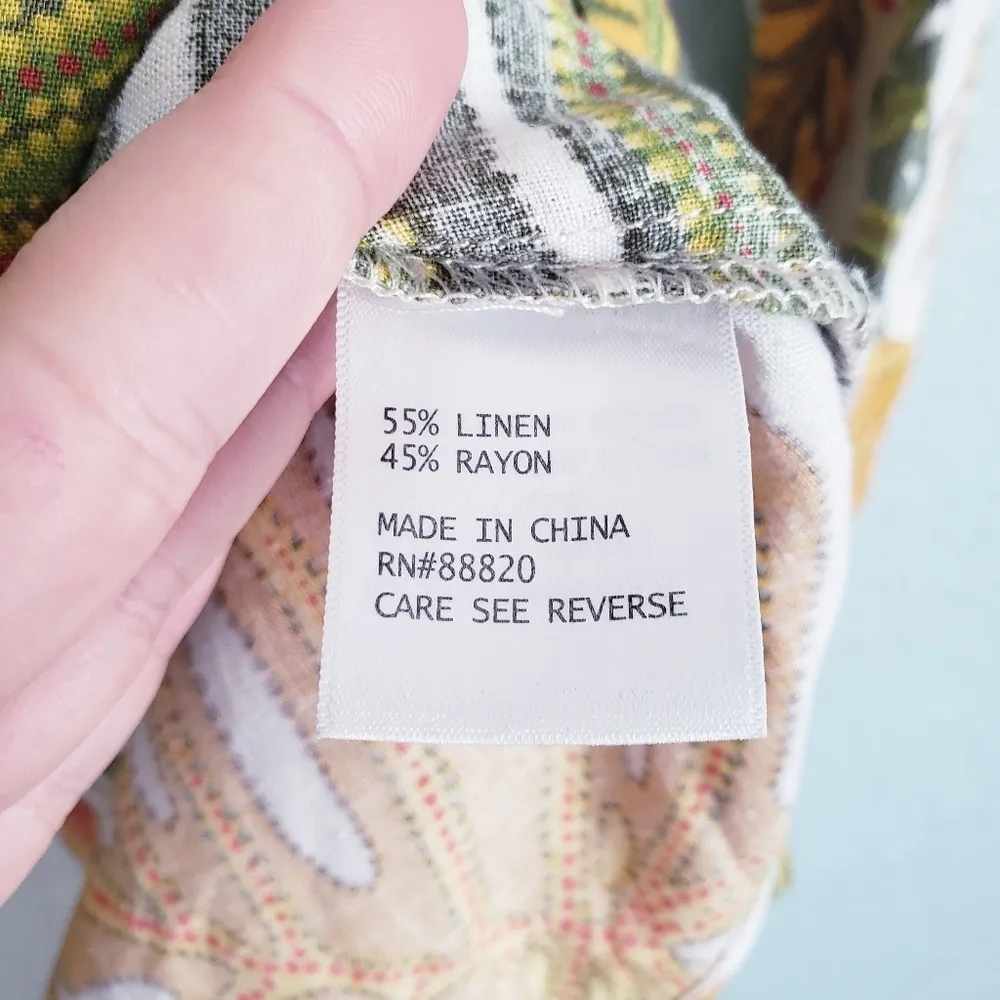 55% LINEN
45% RAYON
MADE IN CHINA
RN#88820
CARE SEE REVERSE